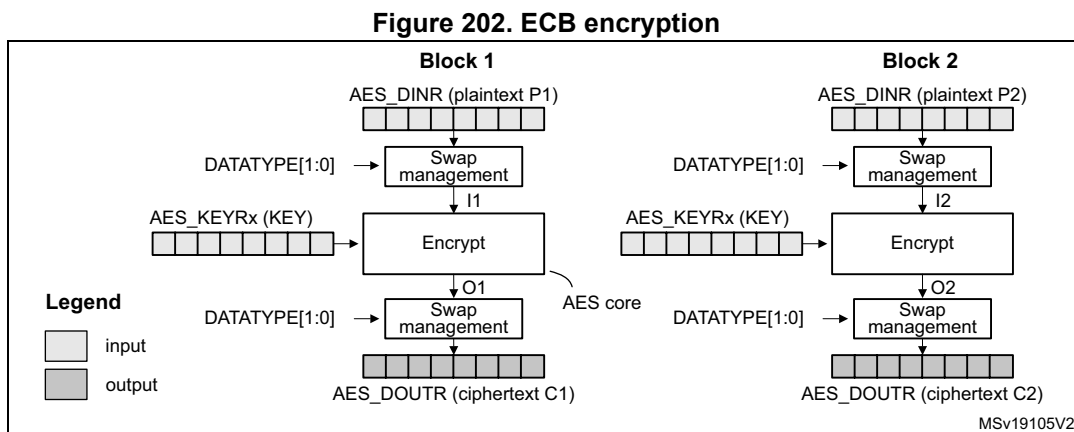 Figure 202. ECB encryption
Block 1
AES_DINR (plaintext P1)
DATATYPE[1:0]
Swap
management
I1
AES_KEYRx (KEY)
Encrypt
O1
AES core
DATATYPE[1:0]
Swap
management
AES_DOUTR (ciphertext C1)
Block 2
AES_DINR (plaintext P2)
DATATYPE[1:0]
Swap
management
I2
AES_KEYRx (KEY)
Encrypt
O2
DATATYPE[1:0]
Swap
management
AES_DOUTR (ciphertext C2)
Legend
input
output
MSv19105V2